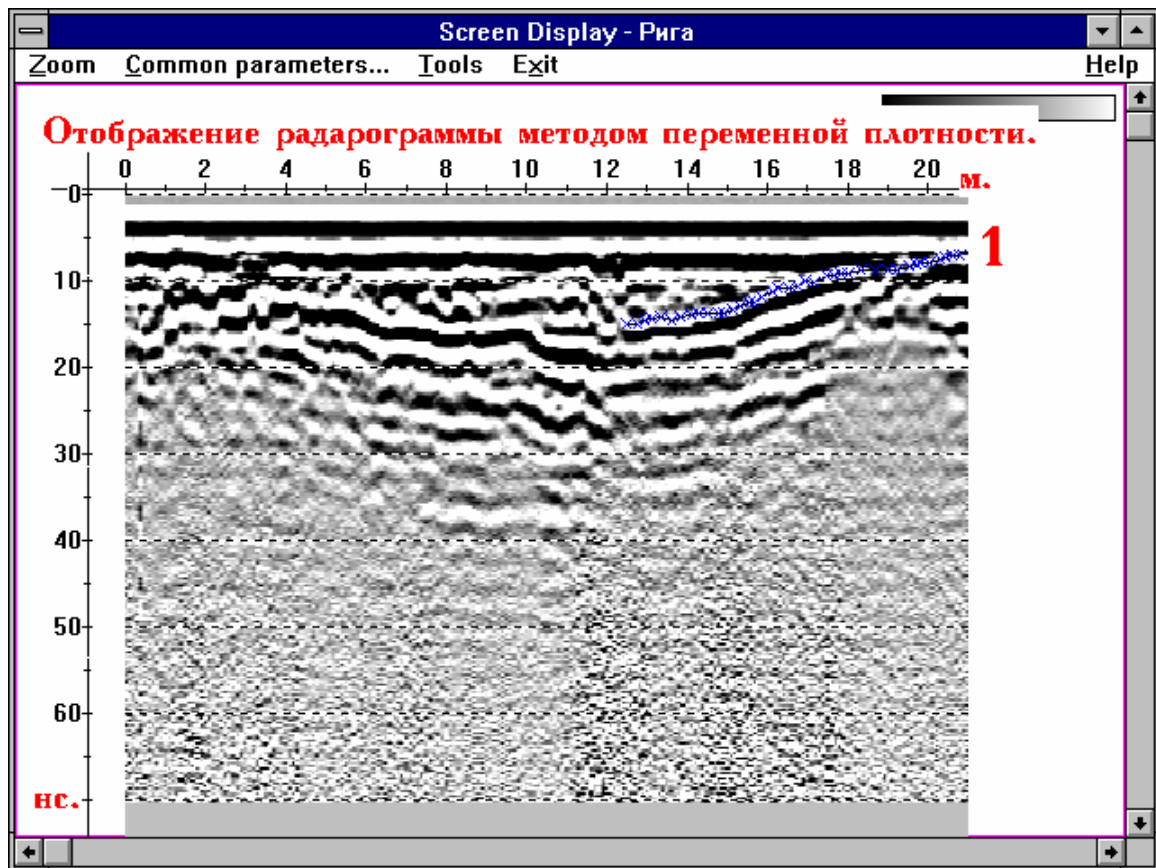 Screen Display - Рига
Zoom Common parameters... Tools Exit Help
Отображение радарограммы методом переменной плотности.
0 2 4 6 8 10 12 14 16 18 20 м.
0
1
10
20
30
40
50
60
нс.